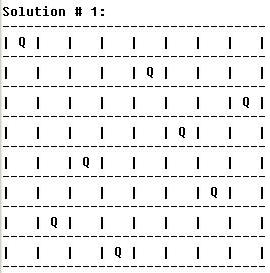 Solution # 1:
---------------------------------
| Q |   |   |   |   |   |   |   |
---------------------------------
|   |   |   |   | Q |   |   |   |
---------------------------------
|   |   |   |   |   |   |   | Q |
---------------------------------
|   |   |   |   |   | Q |   |   |
---------------------------------
|   |   | Q |   |   |   |   |   |
---------------------------------
|   |   |   |   |   |   | Q |   |
---------------------------------
|   | Q |   |   |   |   |   |   |
---------------------------------
|   |   |   | Q |   |   |   |   |
---------------------------------